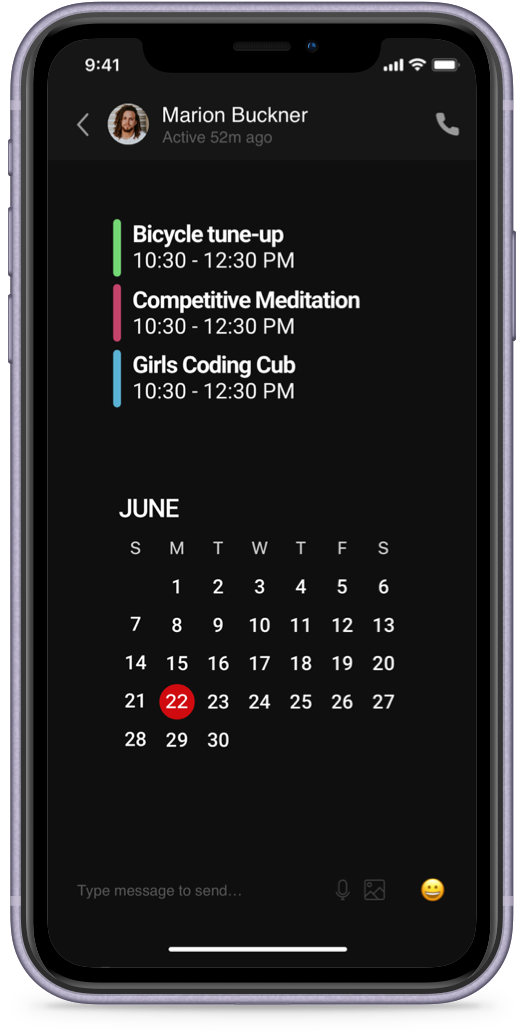 9:41
Marion Buckner
Active 52m ago
Bicycle tune-up
10:30 - 12:30 PM
Competitive Meditation
10:30 - 12:30 PM
Girls Coding Cub
10:30 - 12:30 PM
JUNE
S M T W T F S
1 2 3 4 5 6
7 8 9 10 11 12 13
14 15 16 17 18 19 20
21 22 23 24 25 26 27
28 29 30
Type message to send...